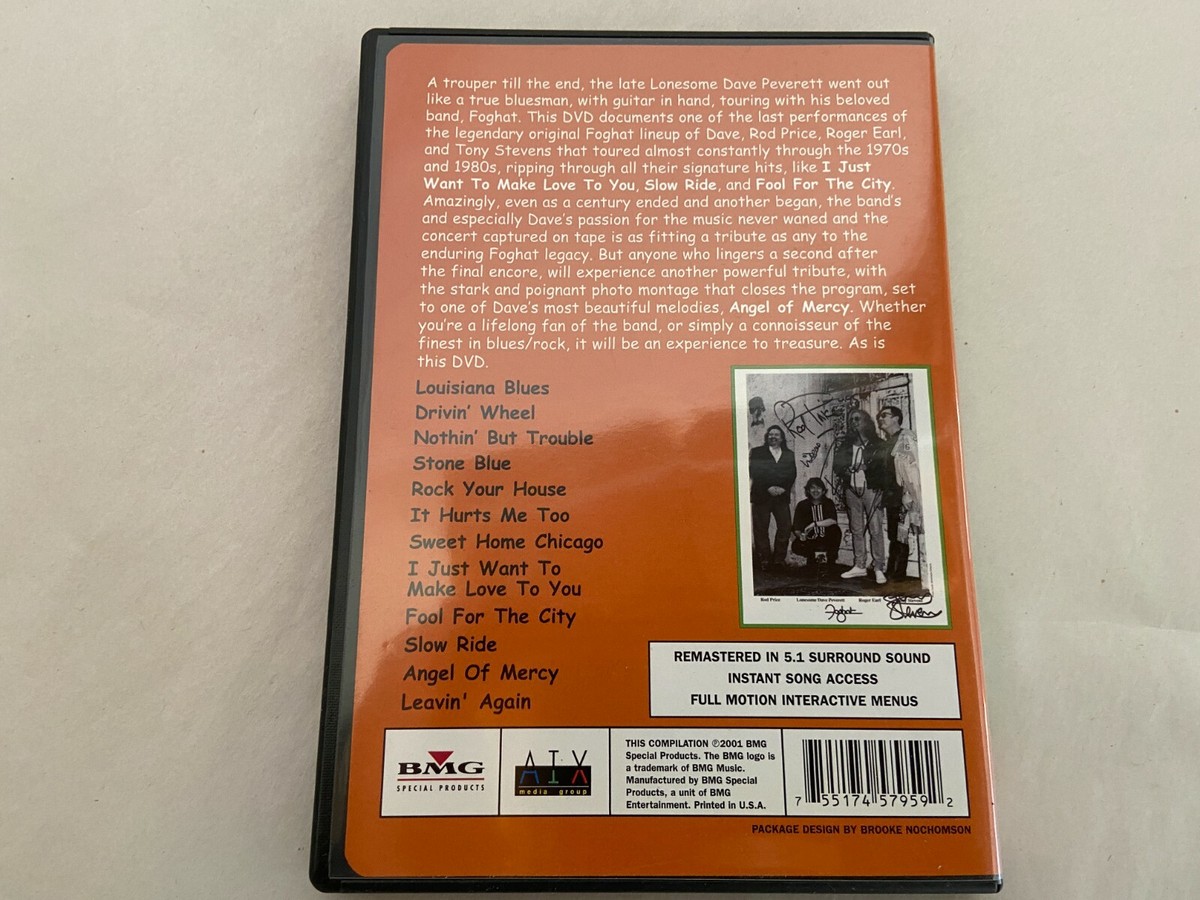 A trouper till the end, the late Lonesome Dave Peverett went out
like a true bluesman, with guitar in hand, touring with his beloved
band, Foghat. This DVD documents one of the last performances of
the legendary original Foghat lineup of Dave, Rod Price, Roger Earl,
and Tony Stevens that toured almost constantly through the 1970s
and 1980s, ripping through all their signature hits, like I Just
Want To Make Love To You, Slow Ride, and Fool For The City.
Amazingly, even as a century ended and another began, the band's
and especially Dave's passion for the music never waned and the
concert captured on tape is as fitting a tribute as any to the
enduring Foghat legacy. But anyone who lingers a second after
the final encore, will experience another powerful tribute, with
the stark and poignant photo montage that closes the program, set
to one of Dave's most beautiful melodies, Angel of Mercy. Whether
you're a lifelong fan of the band, or simply a connoisseur of the
finest in blues/rock, it will be an experience to treasure. As is
this DVD.
Louisiana Blues
Drivin' Wheel
Nothin' But Trouble
Stone Blue
Rock Your House
It Hurts Me Too
Sweet Home Chicago
I Just Want To
Make Love To You
Fool For The City
Slow Ride
Angel Of Mercy
Leavin' Again
Rod Price Lonesome Dave Peverett Roger Earl
Foghat
REMASTERED IN 5.1 SURROUND SOUND
INSTANT SONG ACCESS
FULL MOTION INTERACTIVE MENUS
BMG
SPECIAL PRODUCTS
AIX
media group
THIS COMPILATION ℗2001 BMG
Special Products. The BMG logo is
a trademark of BMG Music.
Manufactured by BMG Special
Products, a unit of BMG
Entertainment. Printed in U.S.A.
7 55174 57959 2
PACKAGE DESIGN BY BROOKE NOCHOMSON